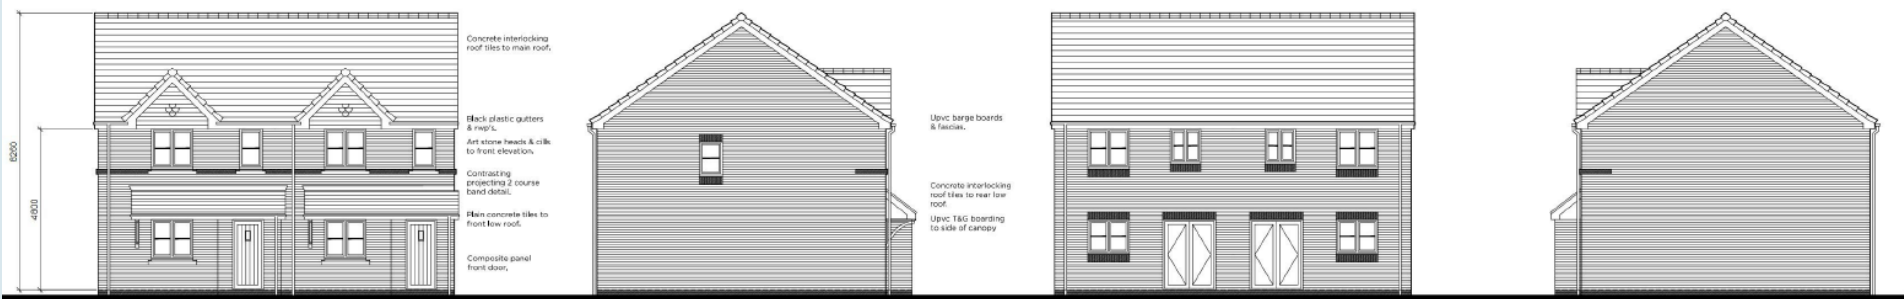 8260
4800
Concrete interlocking
roof tiles to main roof.
Black plastic gutters
& rwp's.
Art stone heads & cills
to front elevation.
Contrasting
projecting 2 course
band detail.
Plain concrete tiles to
front low roof.
Composite panel
front door.
Upvc barge boards
& fascias.
Concrete interlocking
roof tiles to rear low
roof.
Upvc T&G boarding
to side of canopy